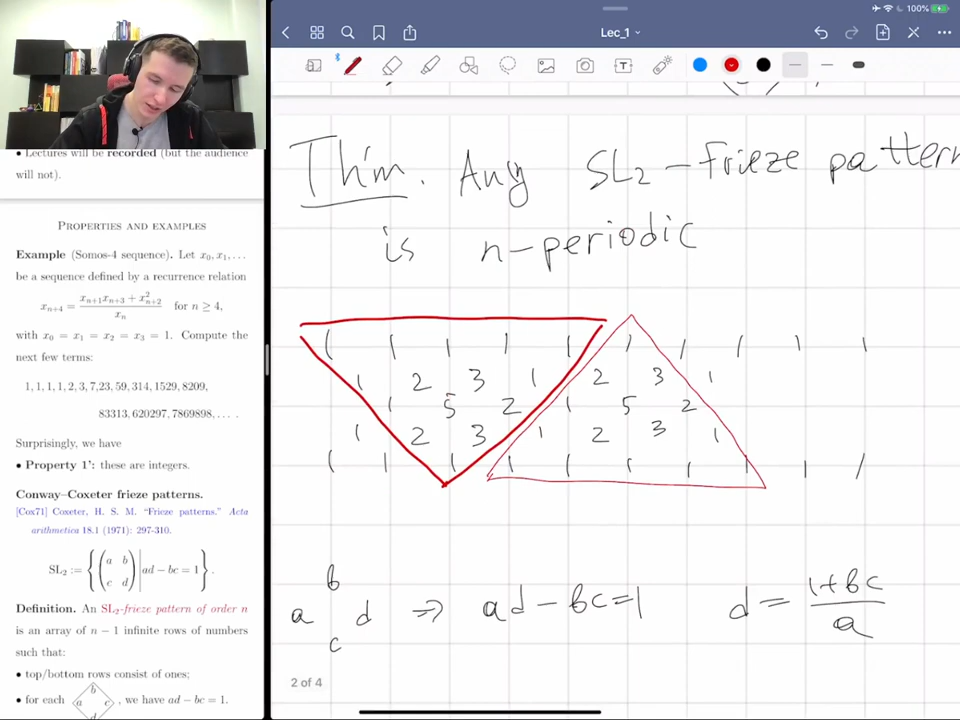 100%
Lec_1
• Lectures will be recorded (but the audience
will not).
Properties and examples
Example (Somos-4 sequence). Let x₀, x₁, . . .
be a sequence defined by a recurrence relation
xₙ₊₄ = (xₙ₊₁xₙ₊₃ + x²ₙ₊₂)/xₙ for n ≥ 4,
with x₀ = x₁ = x₂ = x₃ = 1. Compute the
next few terms:
1, 1, 1, 1, 2, 3, 7, 23, 59, 314, 1529, 8209,
83313, 620297, 7869898, . . .
Surprisingly, we have
• Property 1': these are integers.
Conway–Coxeter frieze patterns.
[Cox71] Coxeter, H. S. M. “Frieze patterns.” Acta
arithmetica 18.1 (1971): 297-310.
SL₂ := { (a b c d) | ad − bc = 1 }.
Definition. An SL₂-frieze pattern of order n
is an array of n − 1 infinite rows of numbers
such that:
• top/bottom rows consist of ones;
• for each b a c d , we have ad − bc = 1.
Thm. Any SL₂-frieze pattern
is n-periodic
1 1 1 1 1 1 1 1 1 1
1 2 3 1 2 3 1
1 5 2 1 5 2
1 2 3 1 2 3 1
1 1 1 1 1 1 1 1 1 1
b
a d ⇒ ad − bc = 1 d = (1+bc)/a
c
2 of 4